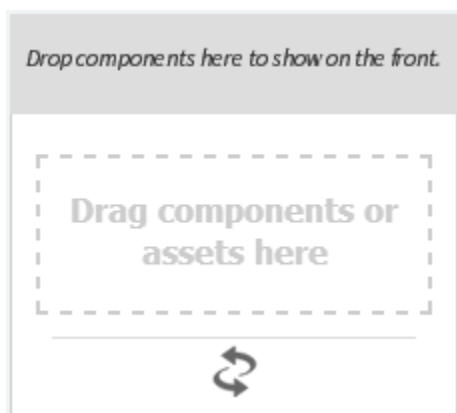 Drop components here to show on the front.
Drag components or
assets here